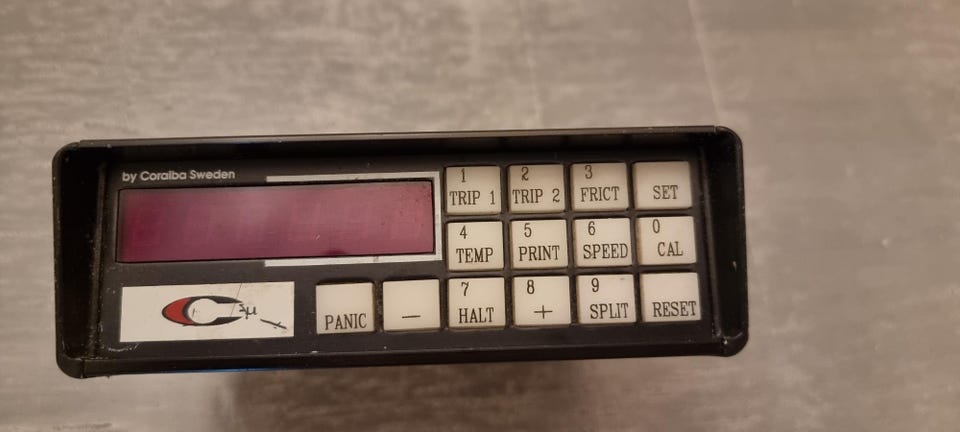 by Coralba Sweden
1 2 3
TRIP 1 TRIP 2 FRICT SET
4 5 6 0
TEMP PRINT SPEED CAL
7 8 9
PANIC — HALT + SPLIT RESET
C μ